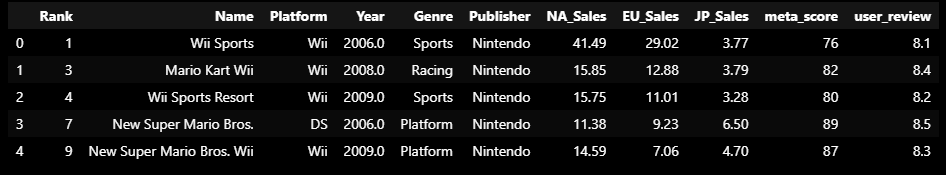 Rank Name Platform Year Genre Publisher NA_Sales EU_Sales JP_Sales meta_score user_review
0 1 Wii Sports Wii 2006.0 Sports Nintendo 41.49 29.02 3.77 76 8.1
1 3 Mario Kart Wii Wii 2008.0 Racing Nintendo 15.85 12.88 3.79 82 8.4
2 4 Wii Sports Resort Wii 2009.0 Sports Nintendo 15.75 11.01 3.28 80 8.2
3 7 New Super Mario Bros. DS 2006.0 Platform Nintendo 11.38 9.23 6.50 89 8.5
4 9 New Super Mario Bros. Wii Wii 2009.0 Platform Nintendo 14.59 7.06 4.70 87 8.3